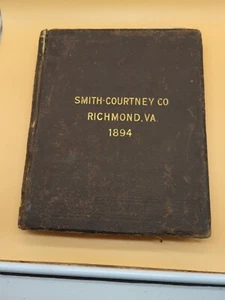 SMITH-COURTNEY CO
RICHMOND, VA.
1894